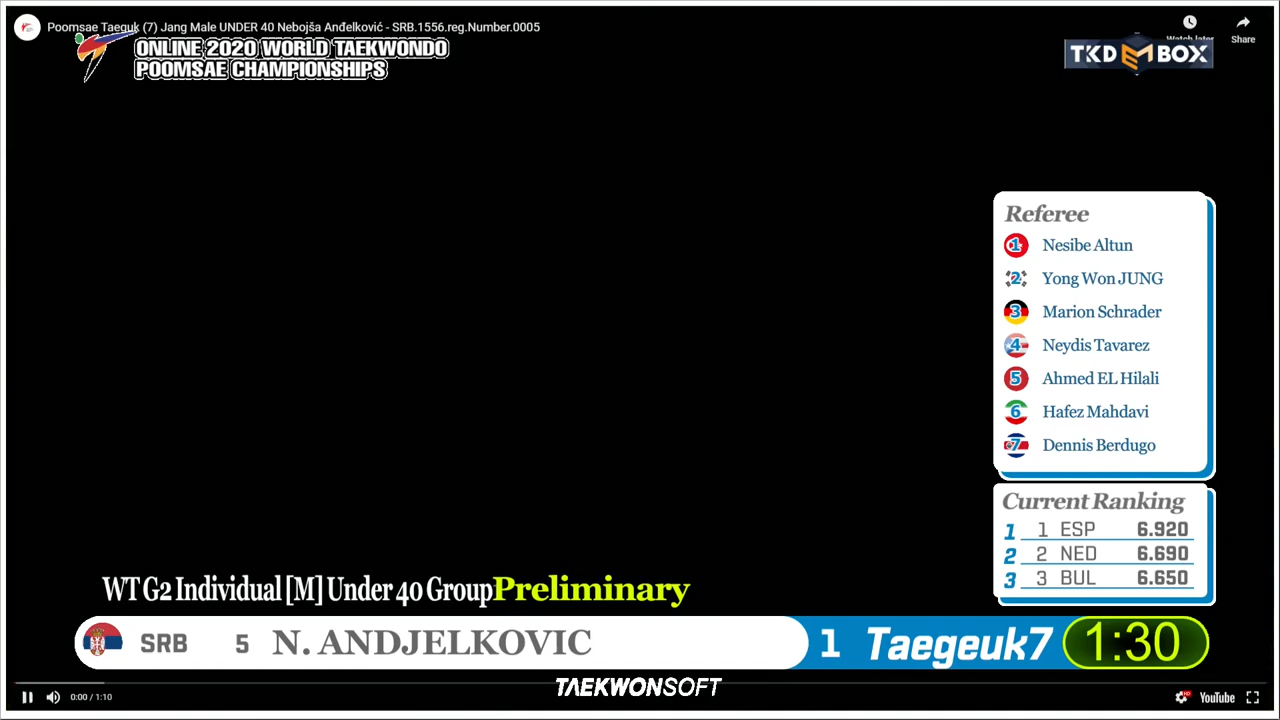 Poomsae Taeguk (7) Jang Male UNDER 40 Nebojša Anđelković - SRB.1556.reg.Number.0005
Watch later
Share
ONLINE 2020 WORLD TAEKWONDO
POOMSAE CHAMPIONSHIPS
TKD BOX
Referee
1 Nesibe Altun
2 Yong Won JUNG
3 Marion Schrader
4 Neydis Tavarez
5 Ahmed EL Hilali
6 Hafez Mahdavi
7 Dennis Berdugo
Current Ranking
1 1 ESP 6.920
2 2 NED 6.690
3 3 BUL 6.650
WT G2 Individual [M] Under 40 GroupPreliminary
SRB 5 N. ANDJELKOVIC 1 Taegeuk7 1:30
TAEKWONSOFT
0:00 / 1:10
HD
YouTube